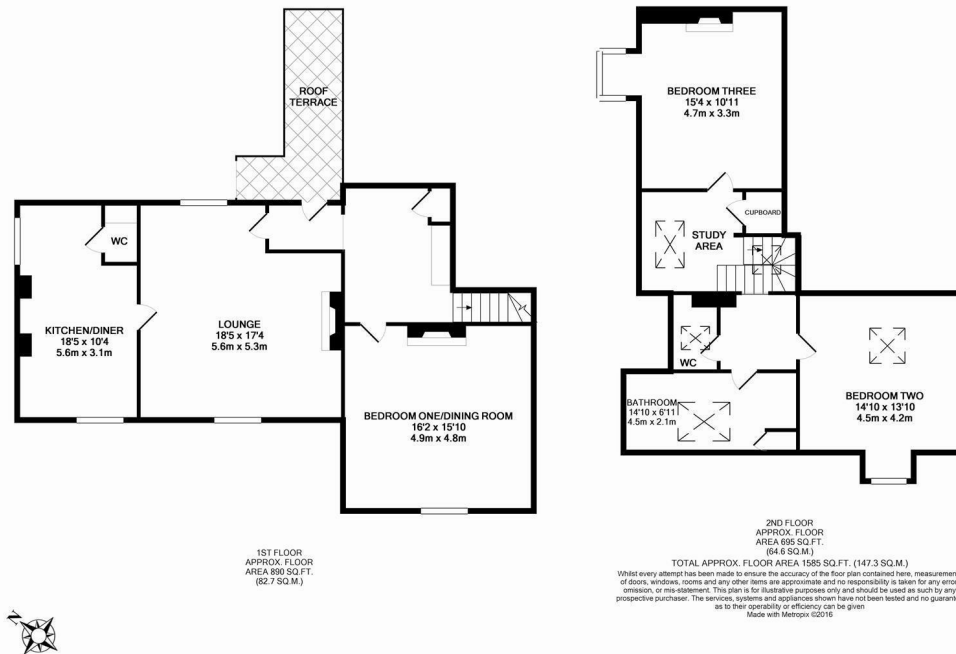 ROOF
TERRACE
WC
KITCHEN/DINER
18'5 x 10'4
5.6m x 3.1m
LOUNGE
18'5 x 17'4
5.6m x 5.3m
BEDROOM ONE/DINING ROOM
16'2 x 15'10
4.9m x 4.8m
1ST FLOOR
APPROX. FLOOR
AREA 890 SQ.FT.
(82.7 SQ.M.)
N
BEDROOM THREE
15'4 x 10'11
4.7m x 3.3m
CUPBOARD
STUDY
AREA
WC
BATHROOM
14'10 x 6'11
4.5m x 2.1m
BEDROOM TWO
14'10 x 13'10
4.5m x 4.2m
2ND FLOOR
APPROX. FLOOR
AREA 695 SQ.FT.
(64.6 SQ.M.)
TOTAL APPROX. FLOOR AREA 1585 SQ.FT. (147.3 SQ.M.)
Whilst every attempt has been made to ensure the accuracy of the floor plan contained here, measuremen
of doors, windows, rooms and any other items are approximate and no responsibility is taken for any error
omission, or mis-statement. This plan is for illustrative purposes only and should be used as such by any
prospective purchaser. The services, systems and appliances shown have not been tested and no guarante
as to their operability or efficiency can be given
Made with Metropix ©2016